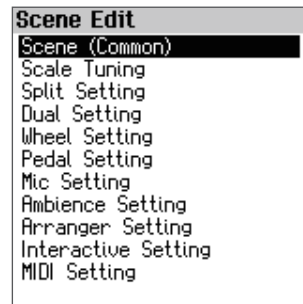 Scene Edit
Scene (Common)
Scale Tuning
Split Setting
Dual Setting
Wheel Setting
Pedal Setting
Mic Setting
Ambience Setting
Arranger Setting
Interactive Setting
MIDI Setting